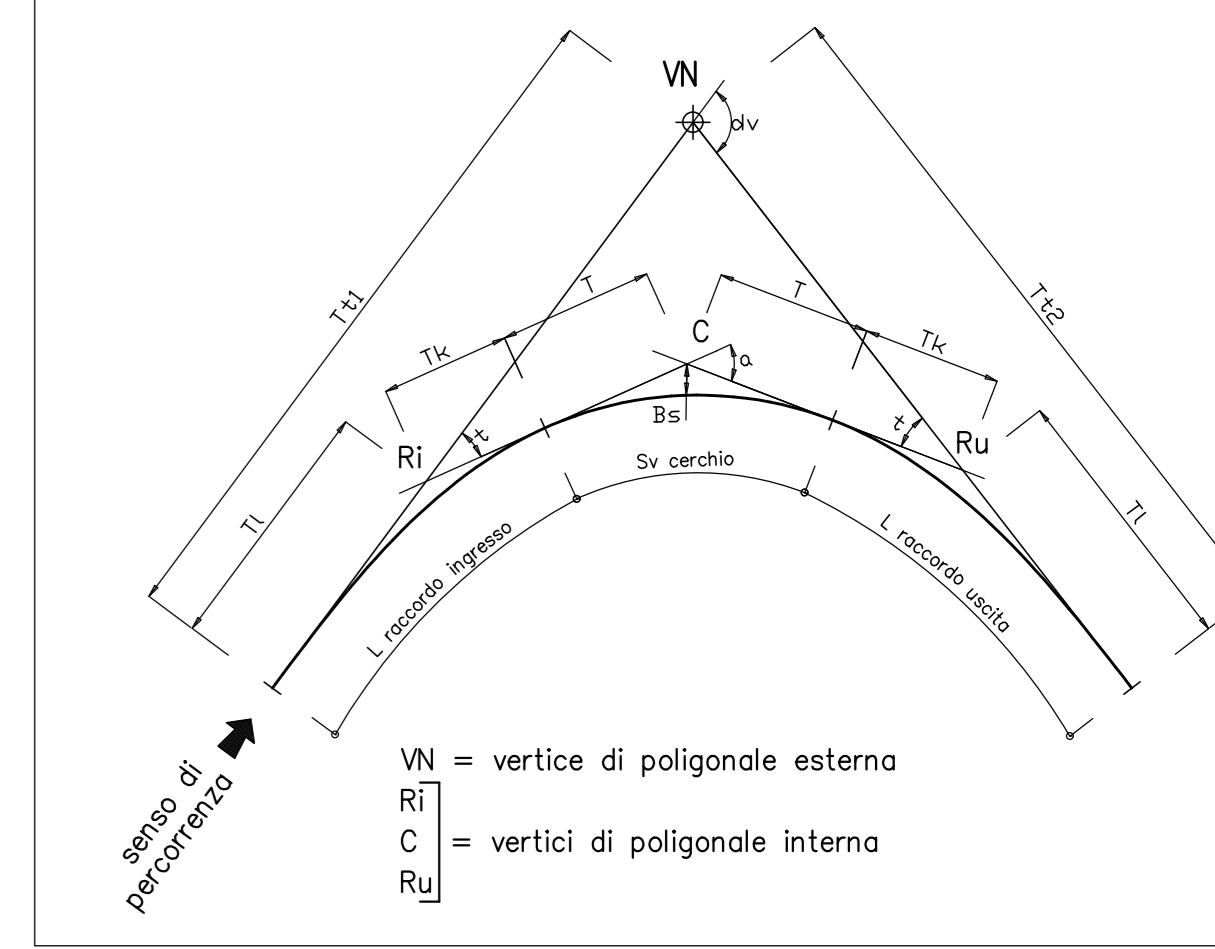 VN
dv
Tt1
Tt2
T
T
C
Tk
Tk
a
Bs
t
t
Ri
Ru
Sv cerchio
Tl
Tl
L raccordo ingresso
L raccordo uscita
senso di
percorrenza
VN = vertice di poligonale esterna
Ri
C = vertici di poligonale interna
Ru